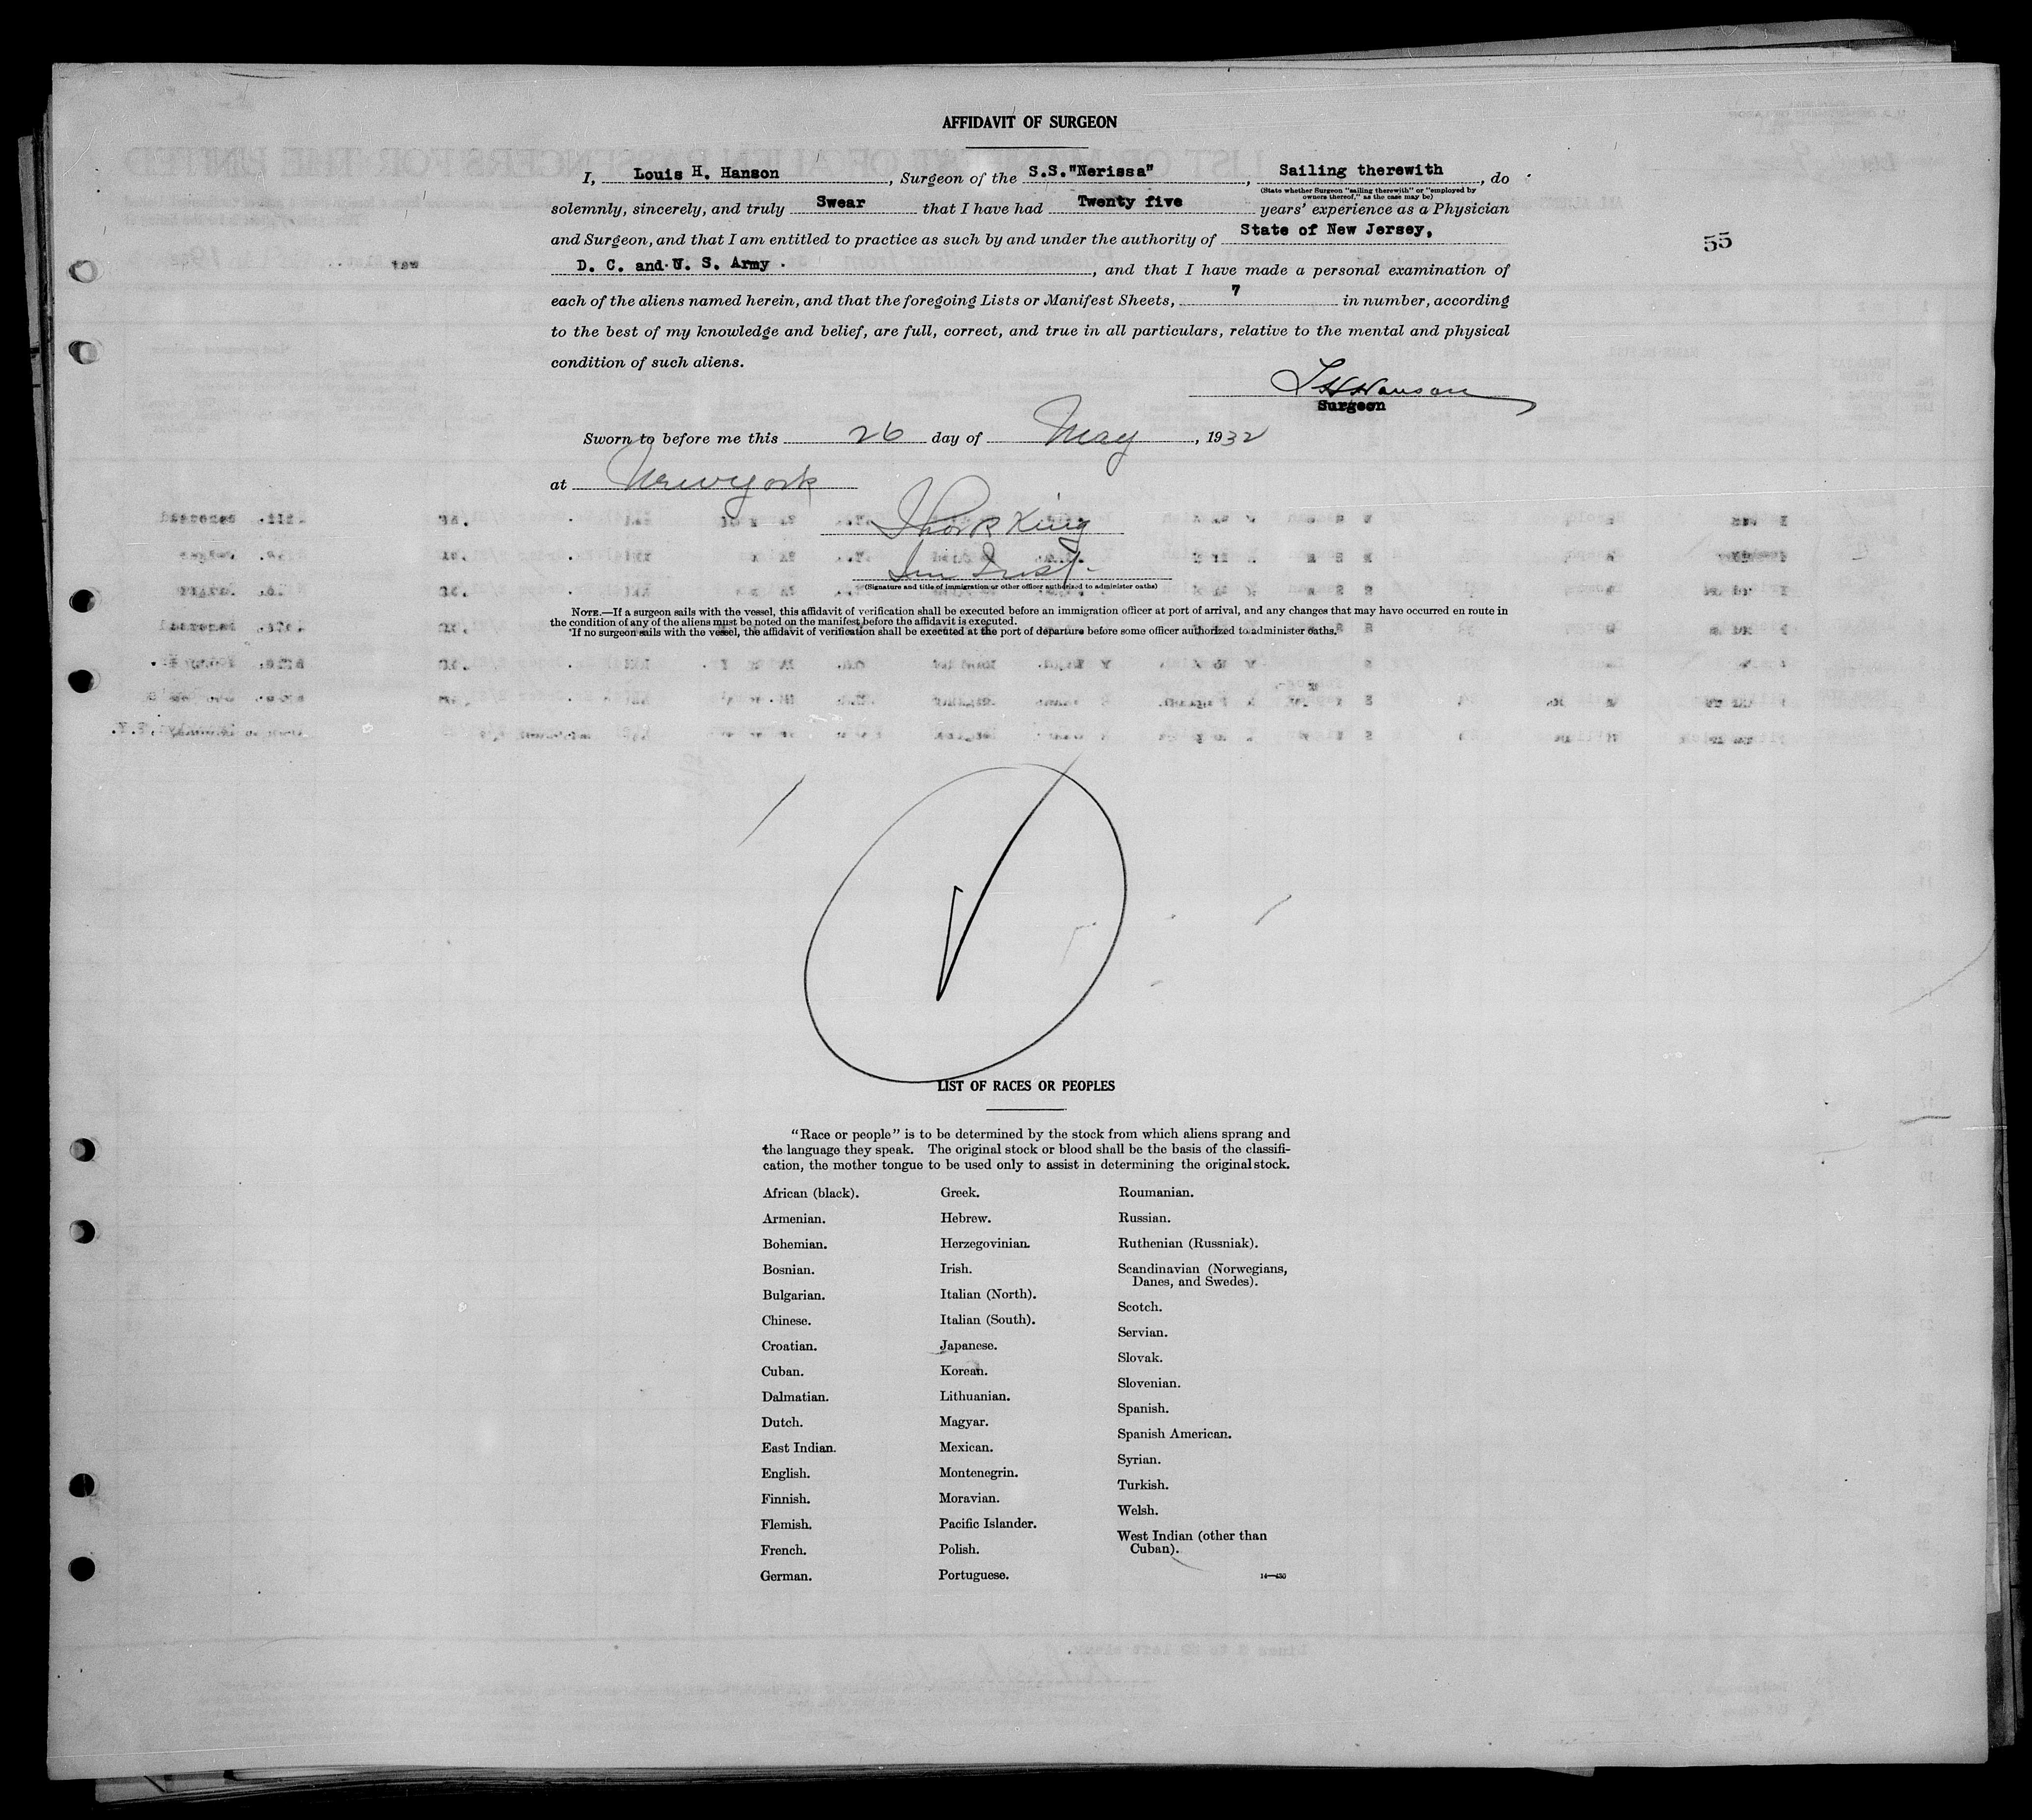 AFFIDAVIT OF SURGEON
I, Louis H. Hanson, Surgeon of the S.S."Nerissa", Sailing therewith, do
(State whether Surgeon "sailing therewith" or "employed by
owners thereof," as the case may be)
solemnly, sincerely, and truly Swear that I have had Twenty five years' experience as a Physician
and Surgeon, and that I am entitled to practice as such by and under the authority of State of New Jersey,
D. C. and U. S. Army., and that I have made a personal examination of
55
each of the aliens named herein, and that the foregoing Lists or Manifest Sheets, 7 in number, according
to the best of my knowledge and belief, are full, correct, and true in all particulars, relative to the mental and physical
condition of such aliens.
L H Hanson
Surgeon
Sworn to before me this 26 day of May, 1932
at New York
King
(Signature and title of immigration or other officer authorized to administer oaths)
NOTE.—If a surgeon sails with the vessel, this affidavit of verification shall be executed before an immigration officer at port of arrival, and any changes that may have occurred en route in
the condition of any of the aliens must be noted on the manifest before the affidavit is executed.
If no surgeon sails with the vessel, the affidavit of verification shall be executed at the port of departure before some officer authorized to administer oaths.
LIST OF RACES OR PEOPLES
"Race or people" is to be determined by the stock from which aliens sprang and
the language they speak. The original stock or blood shall be the basis of the classifi-
cation, the mother tongue to be used only to assist in determining the original stock.
African (black).
Armenian.
Bohemian.
Bosnian.
Bulgarian.
Chinese.
Croatian.
Cuban.
Dalmatian.
Dutch.
East Indian.
English.
Finnish.
Flemish.
French.
German.
Greek.
Hebrew.
Herzegovinian.
Irish.
Italian (North).
Italian (South).
Japanese.
Korean.
Lithuanian.
Magyar.
Mexican.
Montenegrin.
Moravian.
Pacific Islander.
Polish.
Portuguese.
Roumanian.
Russian.
Ruthenian (Russniak).
Scandinavian (Norwegians,
Danes, and Swedes).
Scotch.
Servian.
Slovak.
Slovenian.
Spanish.
Spanish American.
Syrian.
Turkish.
Welsh.
West Indian (other than
Cuban).